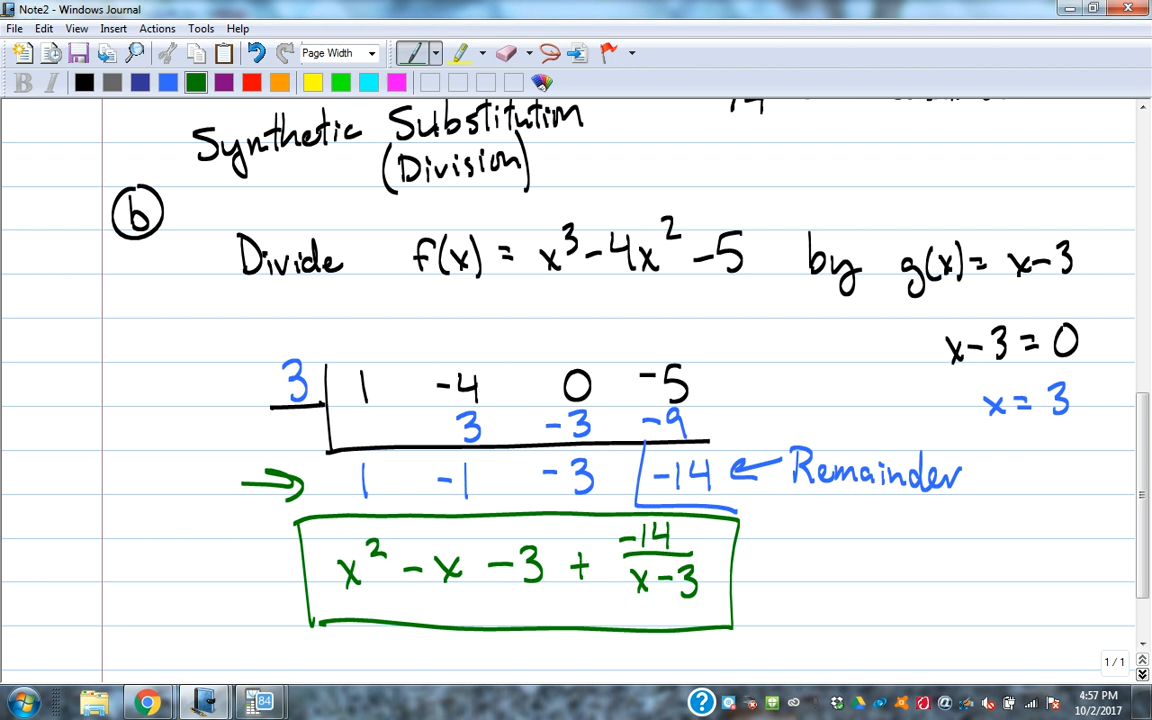 Note2 - Windows Journal
File Edit View Insert Actions Tools Help
Page Width
B I
Synthetic Substitution
(Division)
b
Divide f(x) = x³-4x² -5 by g(x)= x-3
x-3=0
3 1 -4 0 -5
x= 3
3 -3 -9
→ 1 -1 -3 -14 ← Remainder
x² - x - 3 + -14/x-3
1 / 1
84
4:57 PM
10/2/2017